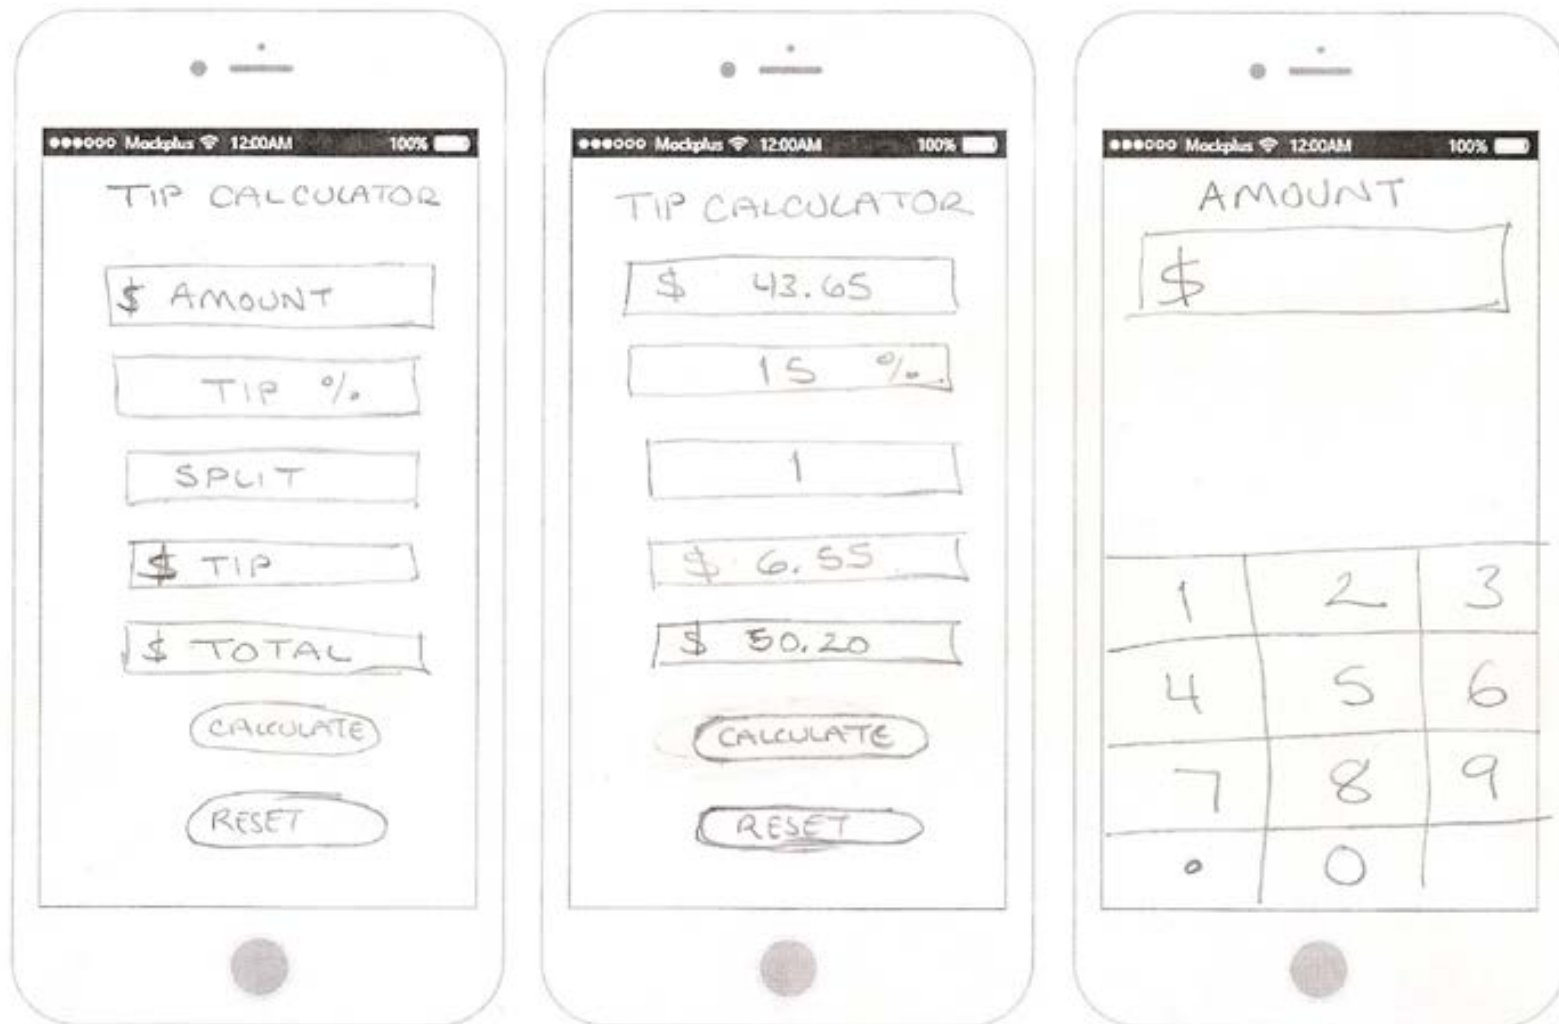 Mockplus 12:00AM 100%
TIP CALCULATOR
$ AMOUNT
TIP %
SPLIT
$ TIP
$ TOTAL
CALCULATE
RESET
Mockplus 12:00AM 100%
TIP CALCULATOR
$ 43.65
15 %
1
$ 6.55
$ 50.20
CALCULATE
RESET
Mockplus 12:00AM 100%
AMOUNT
$
1 2 3
4 5 6
7 8 9
. 0